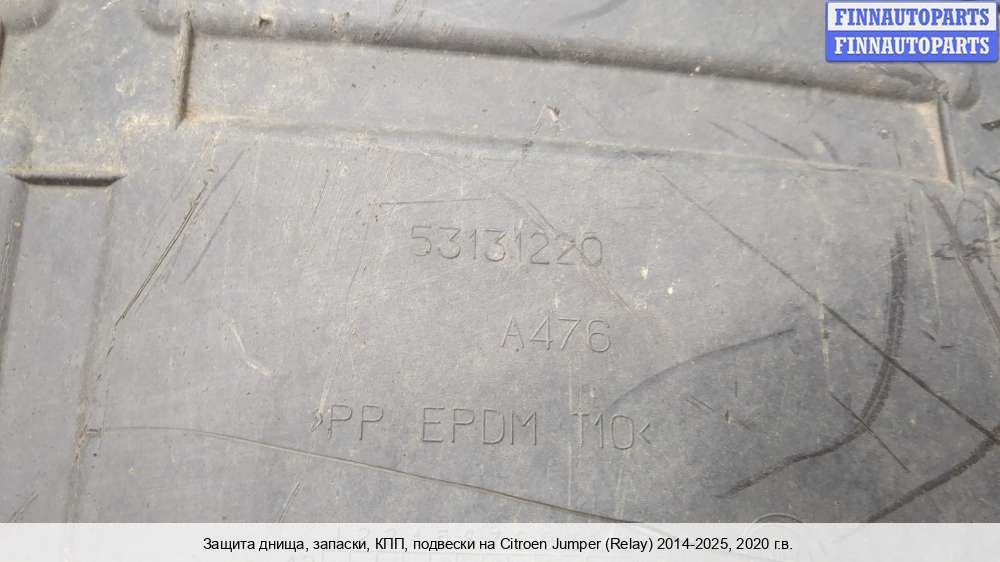 FINNAUTOPARTS
FINNAUTOPARTS
53131220
A476
>PP EPDM T10<
Защита днища, запаски, КПП, подвески на Citroen Jumper (Relay) 2014-2025, 2020 г.в.